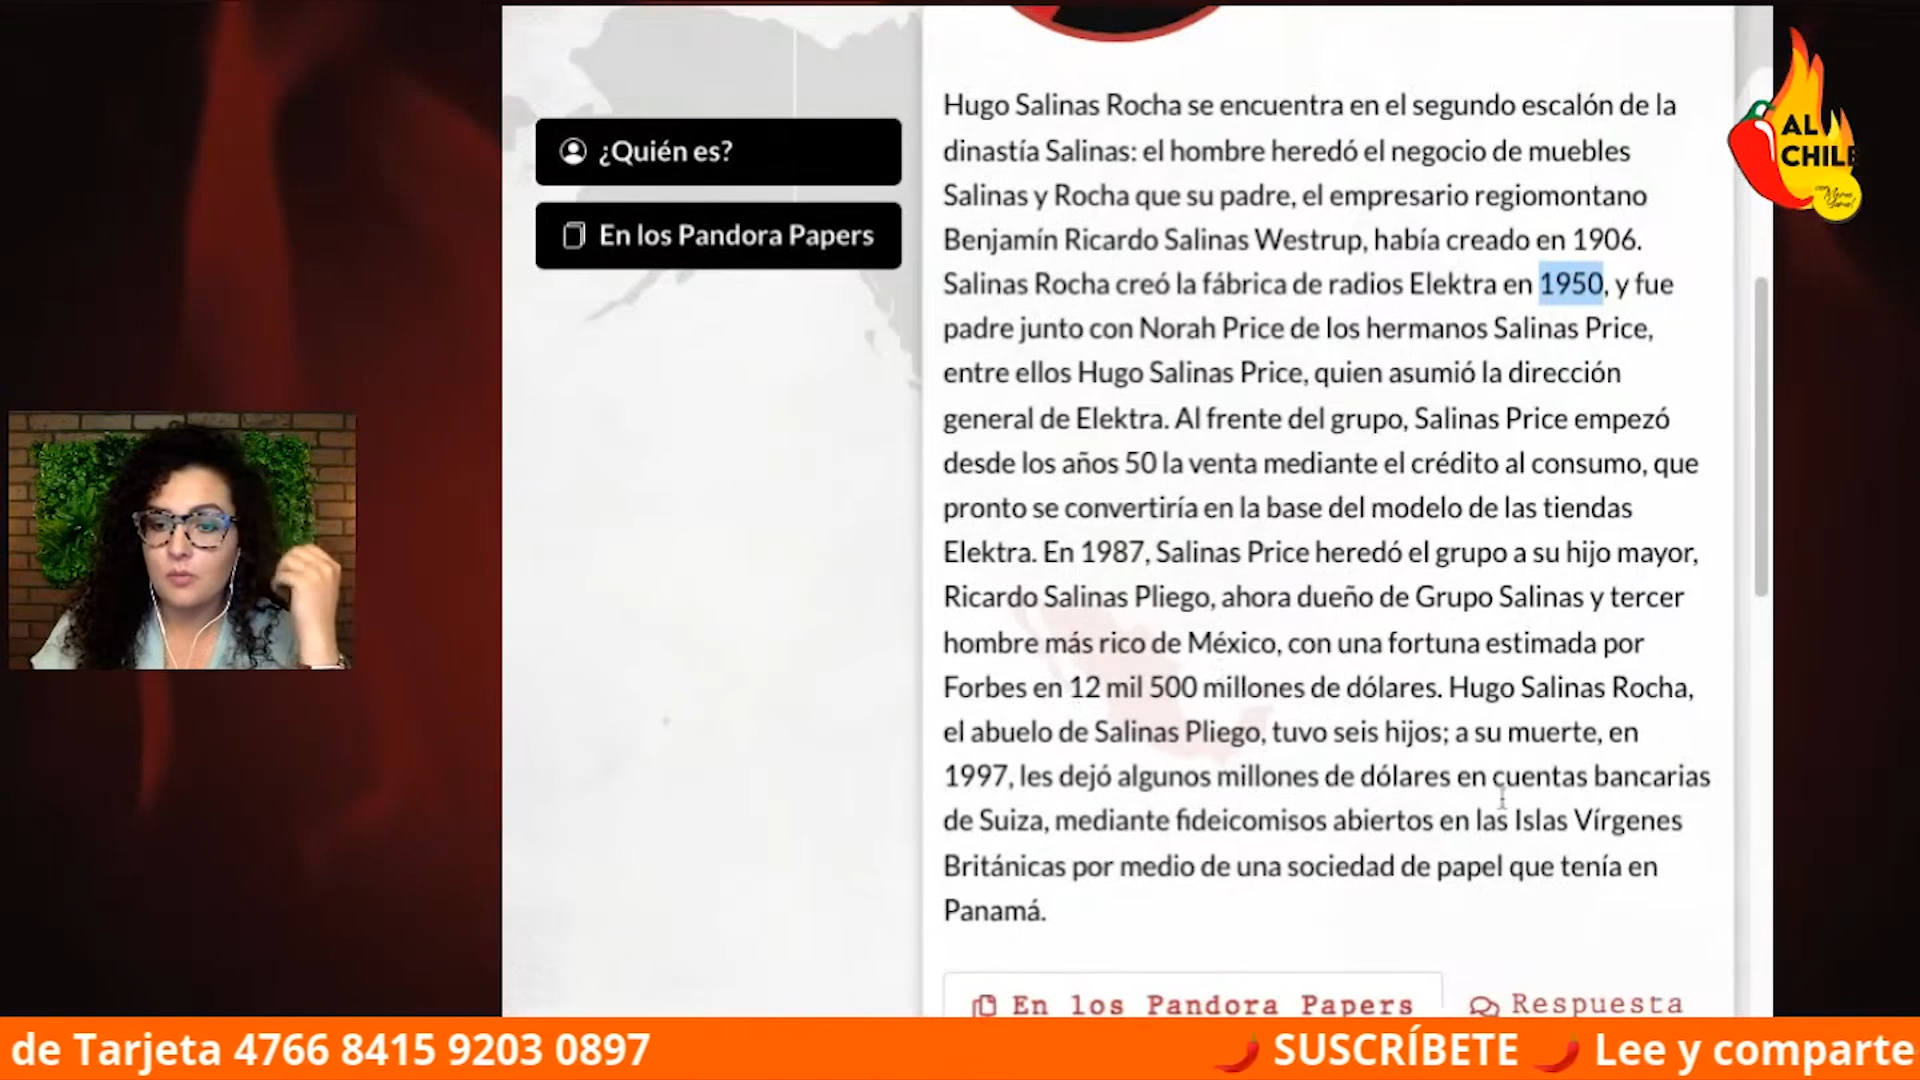 ¿Quién es?
En los Pandora Papers
Hugo Salinas Rocha se encuentra en el segundo escalón de la
dinastía Salinas: el hombre heredó el negocio de muebles
Salinas y Rocha que su padre, el empresario regiomontano
Benjamín Ricardo Salinas Westrup, había creado en 1906.
Salinas Rocha creó la fábrica de radios Elektra en 1950, y fue
padre junto con Norah Price de los hermanos Salinas Price,
entre ellos Hugo Salinas Price, quien asumió la dirección
general de Elektra. Al frente del grupo, Salinas Price empezó
desde los años 50 la venta mediante el crédito al consumo, que
pronto se convertiría en la base del modelo de las tiendas
Elektra. En 1987, Salinas Price heredó el grupo a su hijo mayor,
Ricardo Salinas Pliego, ahora dueño de Grupo Salinas y tercer
hombre más rico de México, con una fortuna estimada por
Forbes en 12 mil 500 millones de dólares. Hugo Salinas Rocha,
el abuelo de Salinas Pliego, tuvo seis hijos; a su muerte, en
1997, les dejó algunos millones de dólares en cuentas bancarias
de Suiza, mediante fideicomisos abiertos en las Islas Vírgenes
Británicas por medio de una sociedad de papel que tenía en
Panamá.
En los Pandora Papers
Respuesta
AL
CHILE
de Tarjeta 4766 8415 9203 0897
SUSCRÍBETE
Lee y comparte